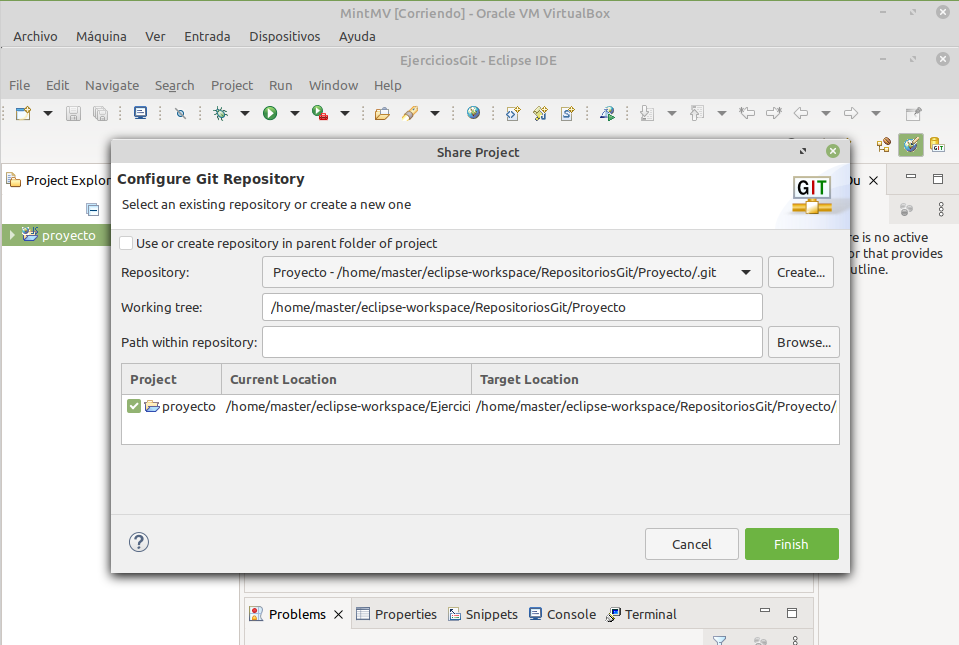 MintMV [Corriendo] - Oracle VM VirtualBox
Archivo Máquina Ver Entrada Dispositivos Ayuda
EjerciciosGit - Eclipse IDE
File Edit Navigate Search Project Run Window Help
Share Project
GIT
Project Explor
Configure Git Repository
GIT
Ou
Select an existing repository or create a new one
proyecto
Use or create repository in parent folder of project
re is no active
Repository: Proyecto - /home/master/eclipse-workspace/RepositoriosGit/Proyecto/.git Create...
or that provides
utline.
Working tree: /home/master/eclipse-workspace/RepositoriosGit/Proyecto
Path within repository: Browse...
Project Current Location Target Location
proyecto /home/master/eclipse-workspace/Ejercici /home/master/eclipse-workspace/RepositoriosGit/Proyecto/
? Cancel Finish
Problems Properties Snippets Console Terminal